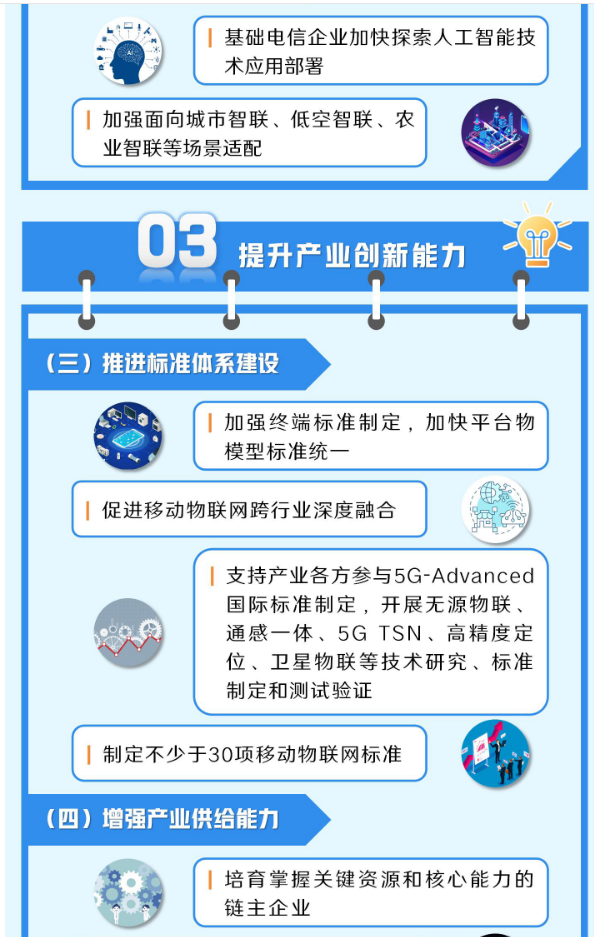 基础电信企业加快探索人工智能技
术应用部署
加强面向城市智联、低空智联、农
业智联等场景适配
03 提升产业创新能力
（三）推进标准体系建设
加强终端标准制定，加快平台物
模型标准统一
促进移动物联网跨行业深度融合
支持产业各方参与5G-Advanced
国际标准制定，开展无源物联、
通感一体、5G TSN、高精度定
位、卫星物联等技术研究、标准
制定和测试验证
制定不少于30项移动物联网标准
（四）增强产业供给能力
培育掌握关键资源和核心能力的
链主企业